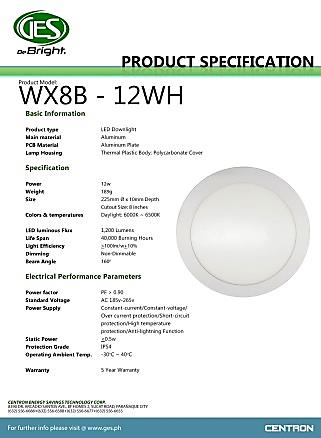 CES
Be Bright.
PRODUCT SPECIFICATION
Product Model:
WX8B - 12WH
Basic Information
Product type LED Downlight
Main material Aluminum
PCB Material Aluminum Plate
Lamp Housing Thermal Plastic Body; Polycarbonate Cover
Specification
Power 12w
Weight 189g
Size 225mm Ø x 10mm Depth
Cutout Size: 8 inches
Colors & temperatures Daylight: 6000K ~ 6500K
LED luminous Flux 1,200 Lumens
Life Span 40,000 Burning Hours
Light Efficiency ≥100lm/w±10%
Dimming Non-Dimmable
Beam Angle 160°
Electrical Performance Parameters
Power factor PF > 0.90
Rated Voltage AC 185v-265v
Power Supply Constant-current/Constant-voltage/
Over current protection/Short-circuit
protection/High temperature
protection/Anti-lightning Function
Static Power ≤0.5w
Protection Grade IP54
Operating Ambient Temp. -30°C ~ 40°C
Warranty 5 Year Warranty
CENTRON ENERGY SAVINGS TECHNOLOGY CORP.
For further info please visit @ www.ges.ph
CENTRON